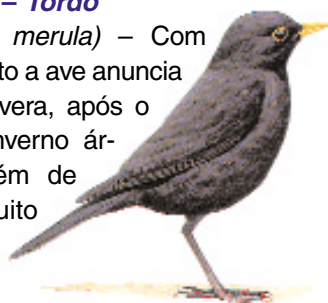 – Tordo
merula) – Com
to a ave anuncia
vera, após o
nverno ár-
ém de
uito